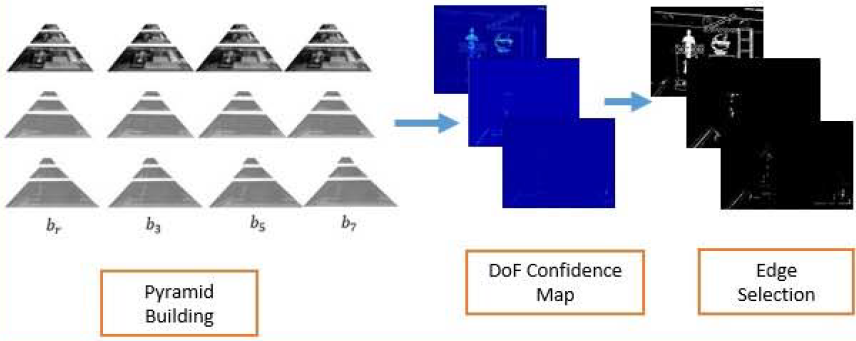 b_r b_3 b_5 b_7
Pyramid
Building
DoF Confidence
Map
Edge
Selection